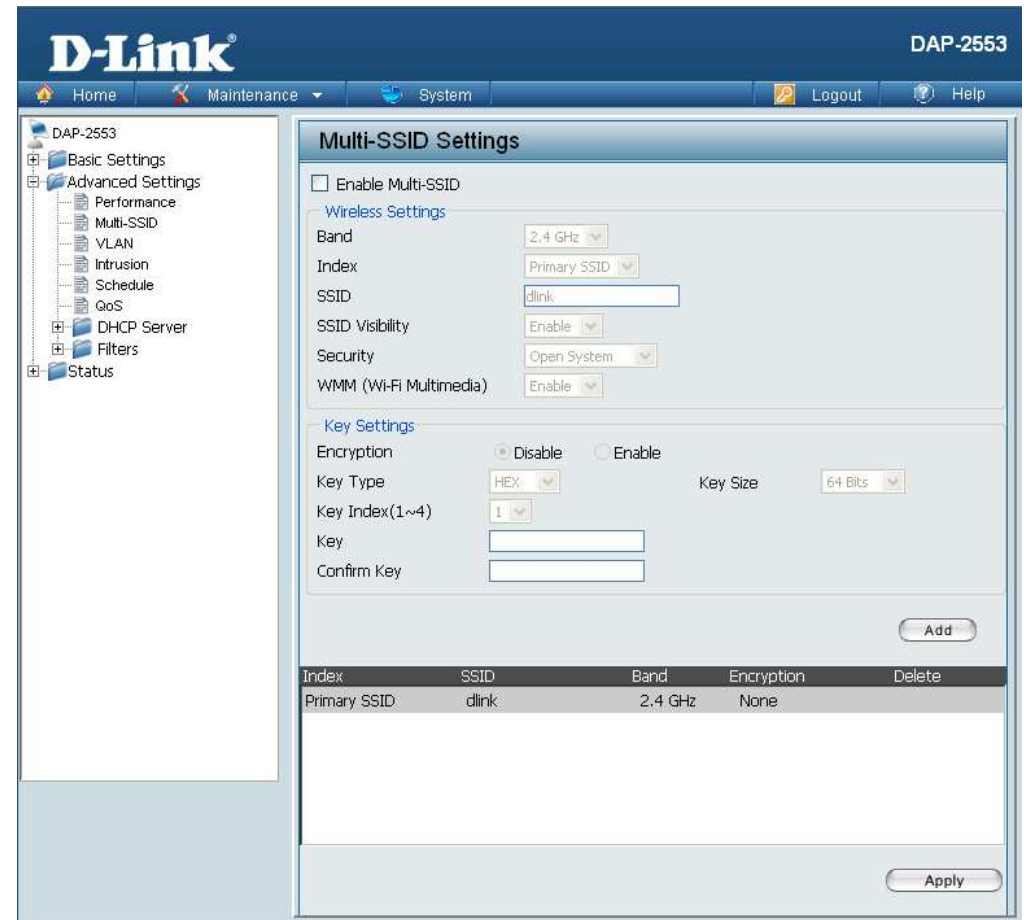 D-Link®
DAP-2553
Home Maintenance System Logout Help
DAP-2553
Basic Settings
Advanced Settings
Performance
Multi-SSID
VLAN
Intrusion
Schedule
QoS
DHCP Server
Filters
Status
Multi-SSID Settings
Enable Multi-SSID
Wireless Settings
Band 2.4 GHz
Index Primary SSID
SSID dlink
SSID Visibility Enable
Security Open System
WMM (Wi-Fi Multimedia) Enable
Key Settings
Encryption Disable Enable
Key Type HEX Key Size 64 Bits
Key Index(1~4) 1
Key
Confirm Key
Add
Index SSID Band Encryption Delete
Primary SSID dlink 2.4 GHz None
Apply